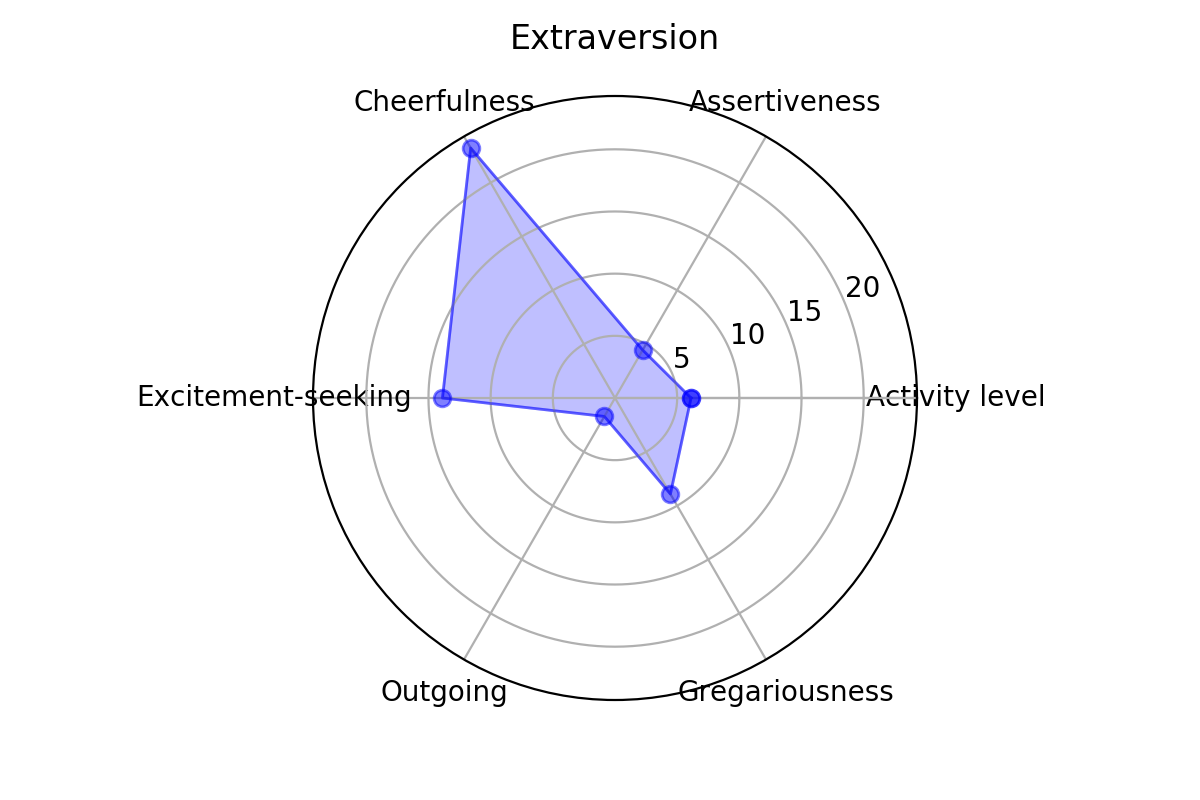 Extraversion
Cheerfulness
Assertiveness
20
15
10
5
Excitement-seeking
Activity level
Outgoing
Gregariousness